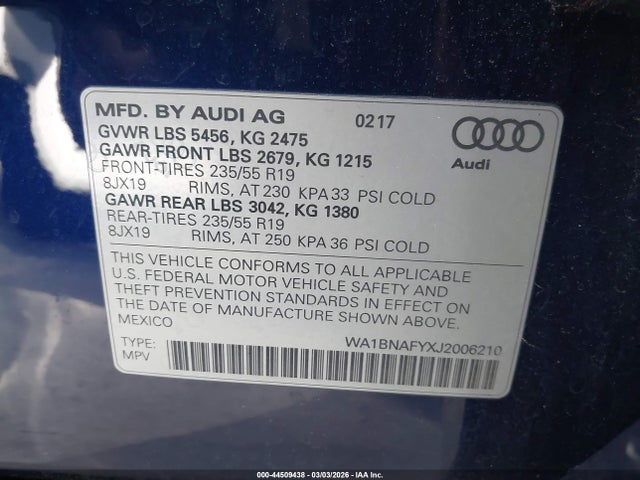 MFD. BY AUDI AG 0217
GVWR LBS 5456, KG 2475
GAWR FRONT LBS 2679, KG 1215
FRONT-TIRES 235/55 R19
8JX19 RIMS, AT 230 KPA 33 PSI COLD
GAWR REAR LBS 3042, KG 1380
REAR-TIRES 235/55 R19
8JX19 RIMS, AT 250 KPA 36 PSI COLD
Audi
THIS VEHICLE CONFORMS TO ALL APPLICABLE
U.S. FEDERAL MOTOR VEHICLE SAFETY AND
THEFT PREVENTION STANDARDS IN EFFECT ON
THE DATE OF MANUFACTURE SHOWN ABOVE.
MEXICO
TYPE: WA1BNAFYXJ2006210
MPV
000-44509438 - 03/03/2026 - IAA Inc.